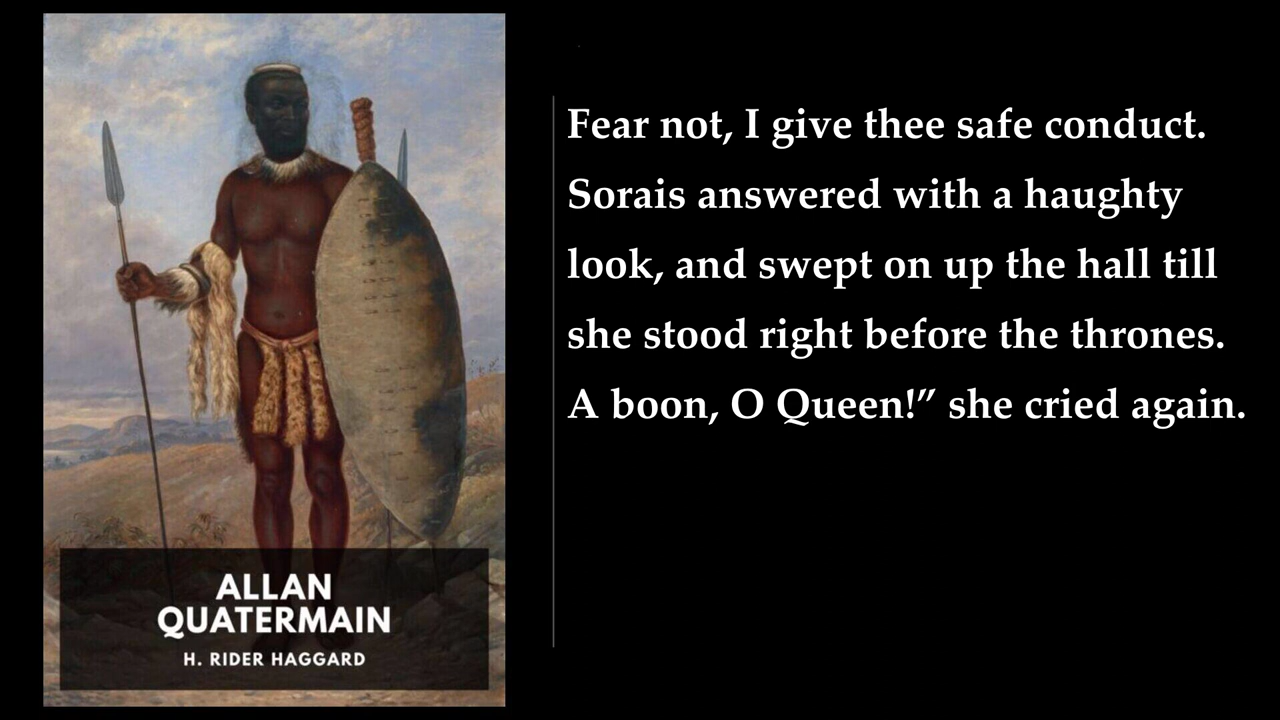 Fear not, I give thee safe conduct.
Sorais answered with a haughty
look, and swept on up the hall till
she stood right before the thrones.
A boon, O Queen!” she cried again.
ALLAN
QUATERMAIN
H. RIDER HAGGARD